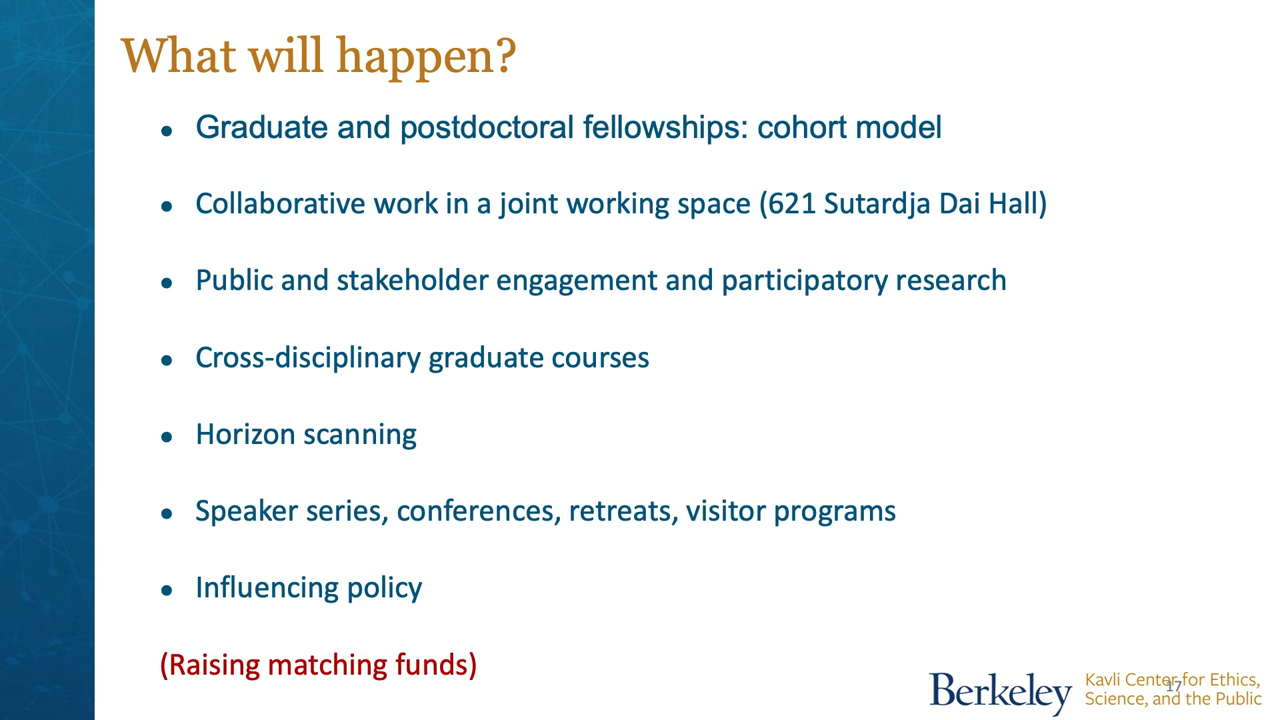 What will happen?
• Graduate and postdoctoral fellowships: cohort model
• Collaborative work in a joint working space (621 Sutardja Dai Hall)
• Public and stakeholder engagement and participatory research
• Cross-disciplinary graduate courses
• Horizon scanning
• Speaker series, conferences, retreats, visitor programs
• Influencing policy
(Raising matching funds)
Berkeley
Kavli Center for Ethics,
Science, and the Public
17